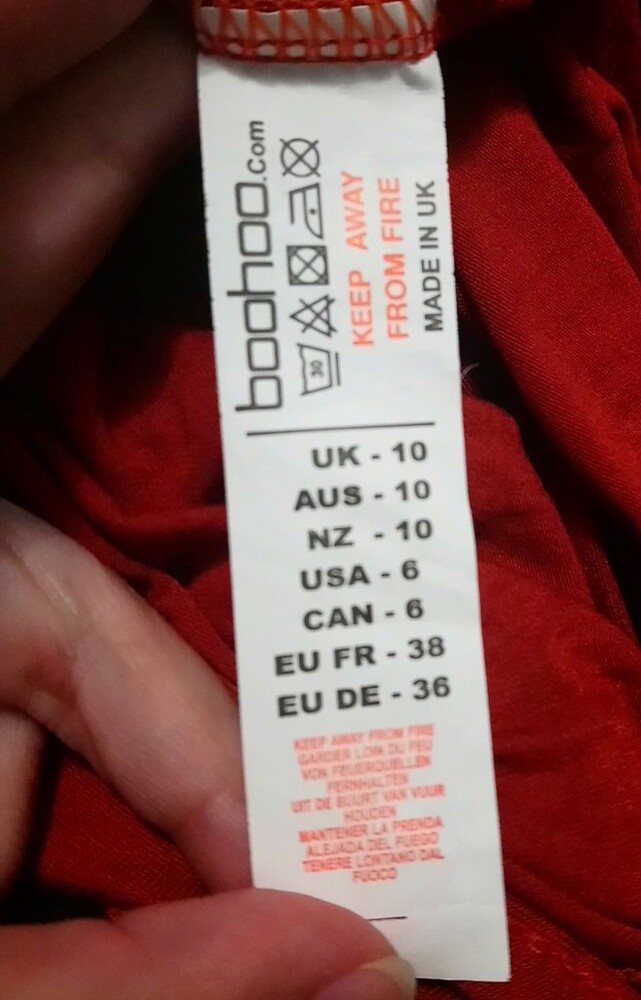 boohoo.com
30
KEEP AWAY
FROM FIRE
MADE IN UK
UK - 10
AUS - 10
NZ - 10
USA - 6
CAN - 6
EU FR - 38
EU DE - 36
KEEP AWAY FROM FIRE
GARDER LOIN DU FEU
VON FEUERQUELLEN
FERNHALTEN
UIT DE BUURT VAN VUUR
HOUDEN
MANTENER LA PRENDA
ALEJADA DEL FUEGO
TENERE LONTANO DAL
FUOCO